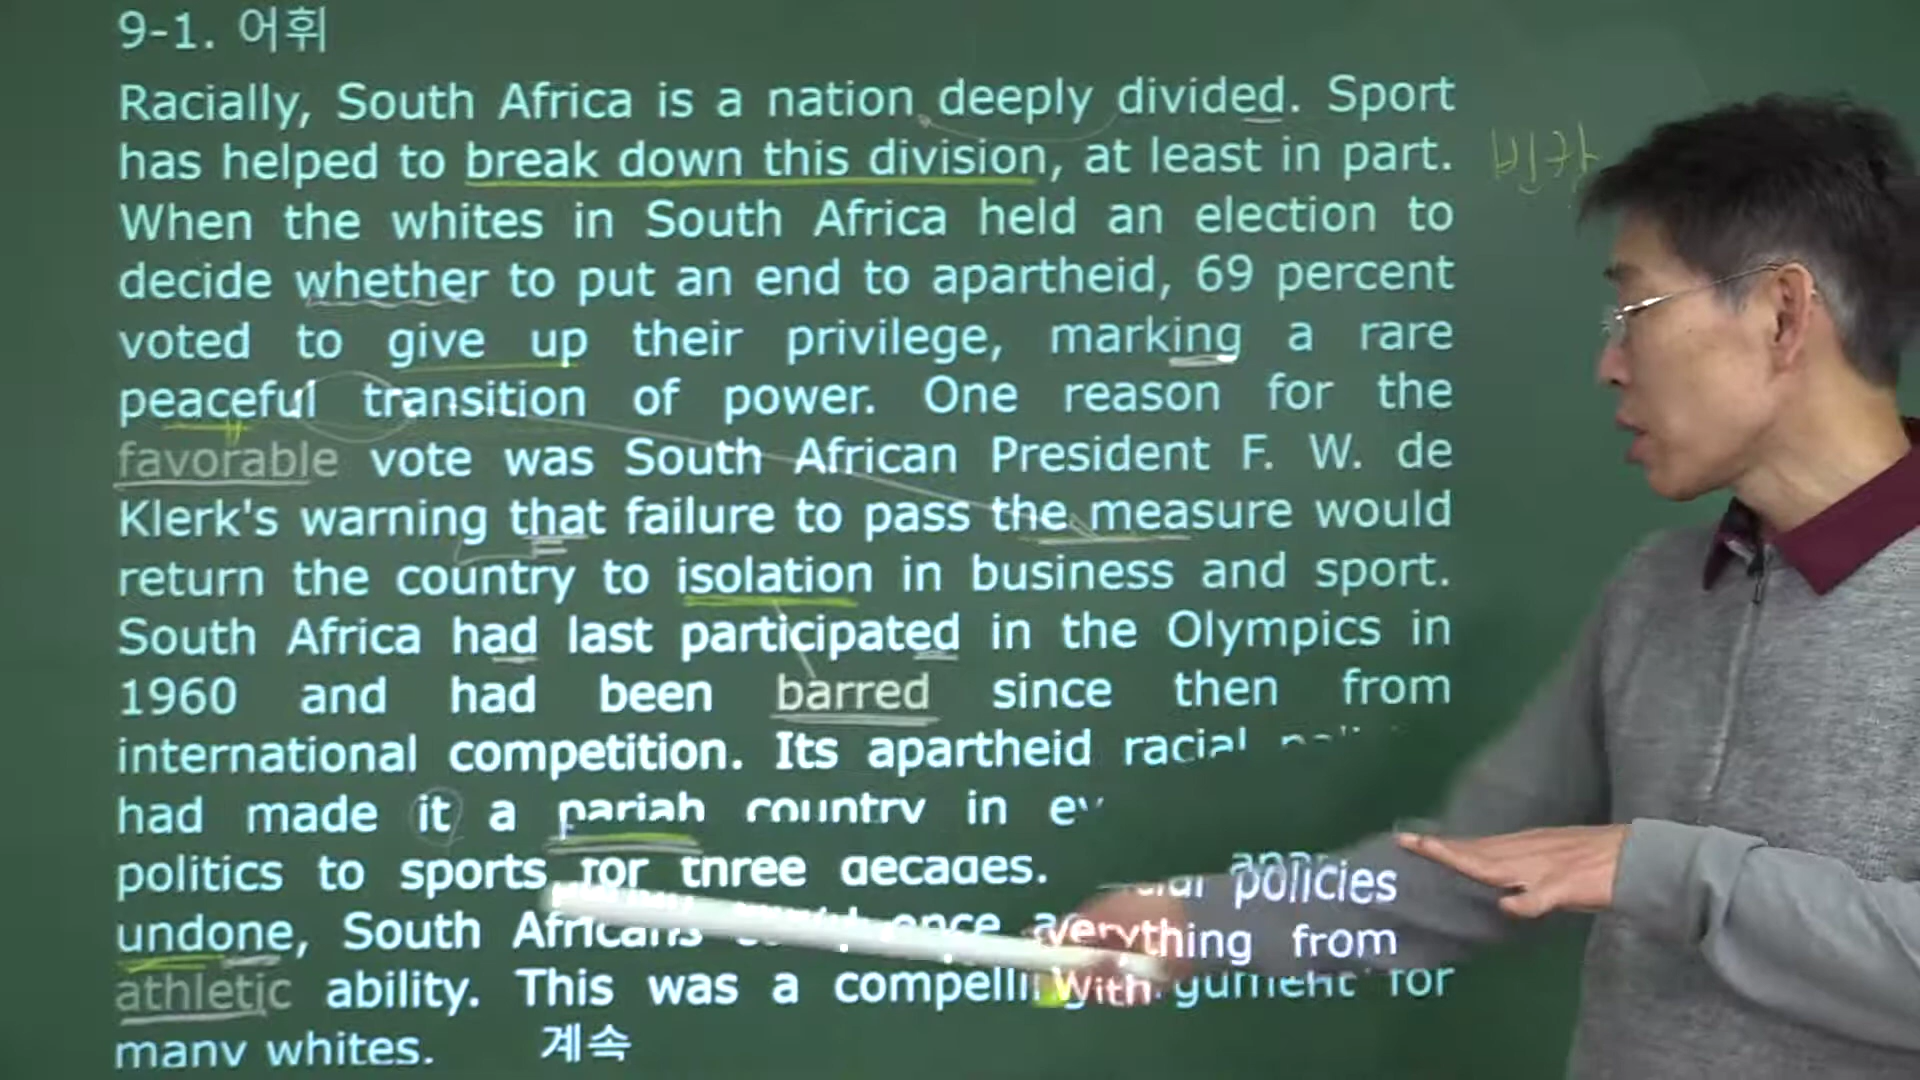 9-1. 어휘
Racially, South Africa is a nation deeply divided. Sport
has helped to break down this division, at least in part.
빈칸
When the whites in South Africa held an election to
decide whether to put an end to apartheid, 69 percent
voted to give up their privilege, marking a rare
peaceful transition of power. One reason for the
favorable vote was South African President F. W. de
Klerk's warning that failure to pass the measure would
return the country to isolation in business and sport.
South Africa had last participated in the Olympics in
1960 and had been barred since then from
international competition. Its apartheid racial
had made it a pariah country in
politics to sports for three decades. policies
undone, South Africans once everything from
athletic ability. This was a With for
many whites. 계속